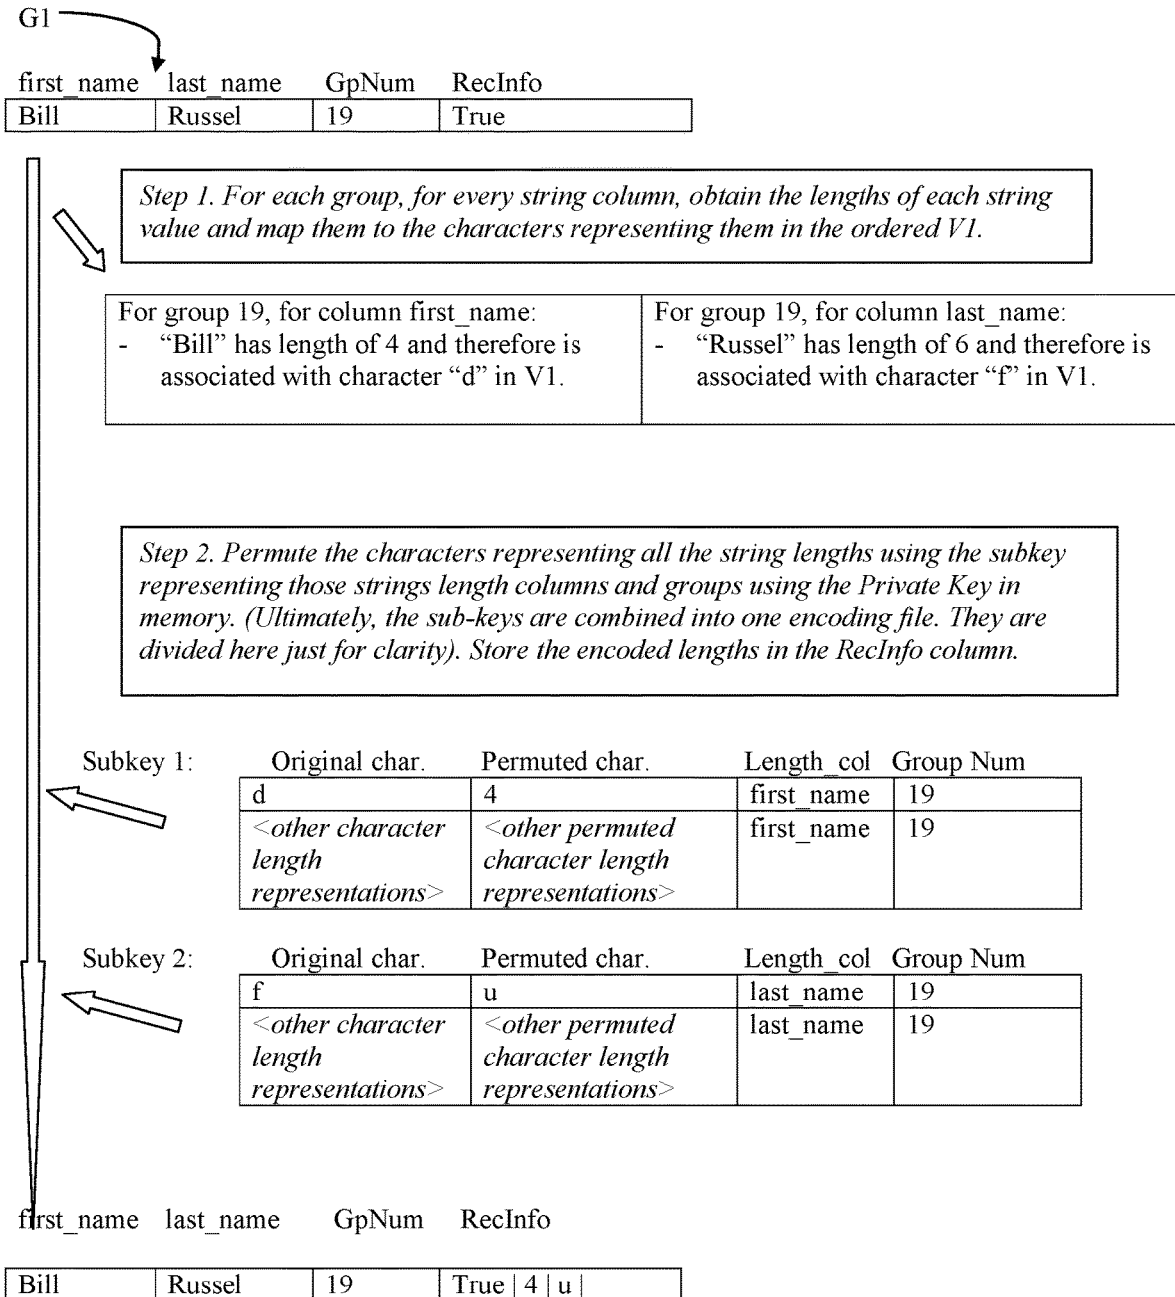 G1
first_name last_name GpNum RecInfo
Bill Russel 19 True
Step 1. For each group, for every string column, obtain the lengths of each string
value and map them to the characters representing them in the ordered V1.
For group 19, for column first_name:
- “Bill” has length of 4 and therefore is
associated with character “d” in V1.
For group 19, for column last_name:
- “Russel” has length of 6 and therefore is
associated with character “f” in V1.
Step 2. Permute the characters representing all the string lengths using the subkey
representing those strings length columns and groups using the Private Key in
memory. (Ultimately, the sub-keys are combined into one encoding file. They are
divided here just for clarity). Store the encoded lengths in the RecInfo column.
Subkey 1: Original char. Permuted char. Length_col Group Num
d 4 first_name 19
<other character <other permuted first_name 19
length character length
representations> representations>
Subkey 2: Original char. Permuted char. Length_col Group Num
f u last_name 19
<other character <other permuted last_name 19
length character length
representations> representations>
first_name last_name GpNum RecInfo
Bill Russel 19 True | 4 | u |